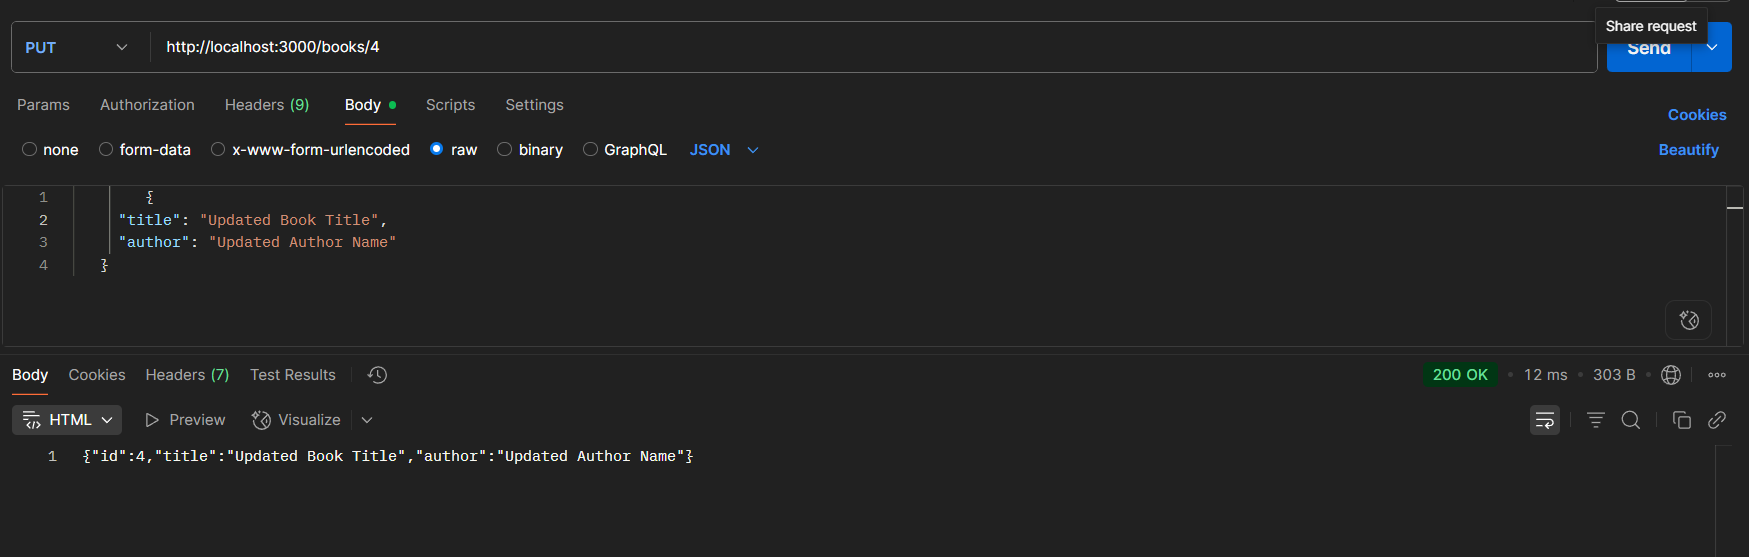 PUT http://localhost:3000/books/4 Send
Share request
Params Authorization Headers (9) Body Scripts Settings
Cookies
none form-data x-www-form-urlencoded raw binary GraphQL JSON Beautify
1 {
2 "title": "Updated Book Title",
3 "author": "Updated Author Name"
4 }
Body Cookies Headers (7) Test Results 200 OK • 12 ms • 303 B •
HTML Preview Visualize
1 {"id":4,"title":"Updated Book Title","author":"Updated Author Name"}